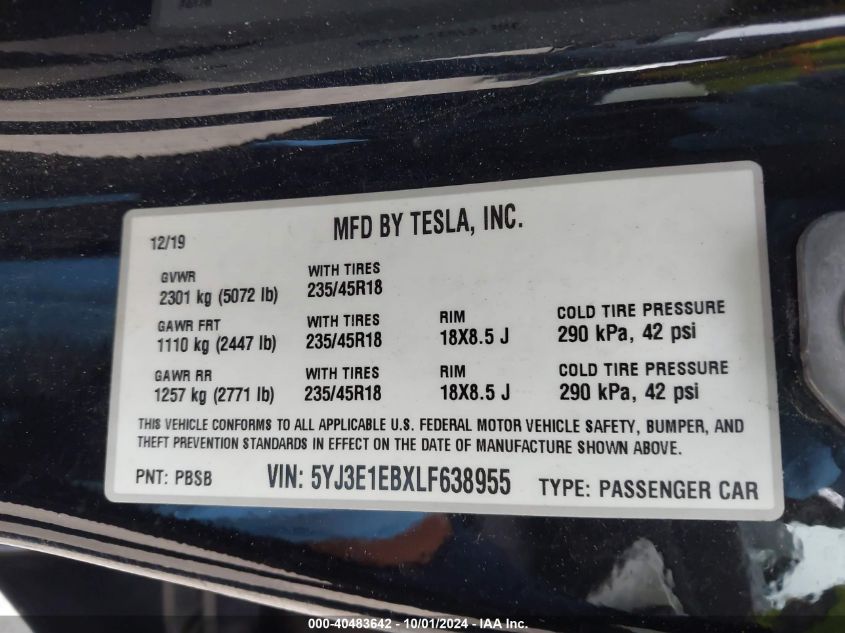 MFD BY TESLA, INC.
12/19
GVWR
2301 kg (5072 lb)
WITH TIRES
235/45R18
GAWR FRT
1110 kg (2447 lb)
WITH TIRES
235/45R18
RIM
18X8.5 J
COLD TIRE PRESSURE
290 kPa, 42 psi
GAWR RR
1257 kg (2771 lb)
WITH TIRES
235/45R18
RIM
18X8.5 J
COLD TIRE PRESSURE
290 kPa, 42 psi
THIS VEHICLE CONFORMS TO ALL APPLICABLE U.S. FEDERAL MOTOR VEHICLE SAFETY, BUMPER, AND
THEFT PREVENTION STANDARDS IN EFFECT ON THE DATE OF MANUFACTURE SHOWN ABOVE.
PNT: PBSB VIN: 5YJ3E1EBXLF638955 TYPE: PASSENGER CAR
000-40483642 - 10/01/2024 - IAA Inc.